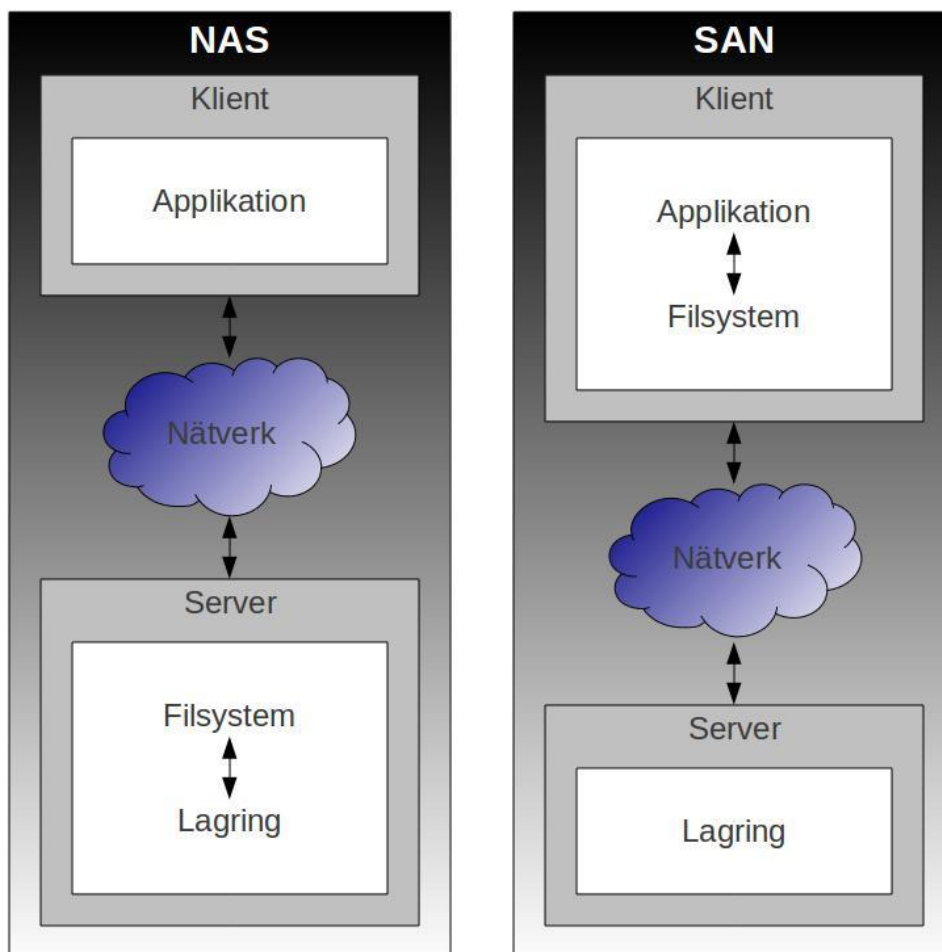 NAS
Klient
Applikation
Nätverk
Server
Filsystem
Lagring
SAN
Klient
Applikation
Filsystem
Nätverk
Server
Lagring